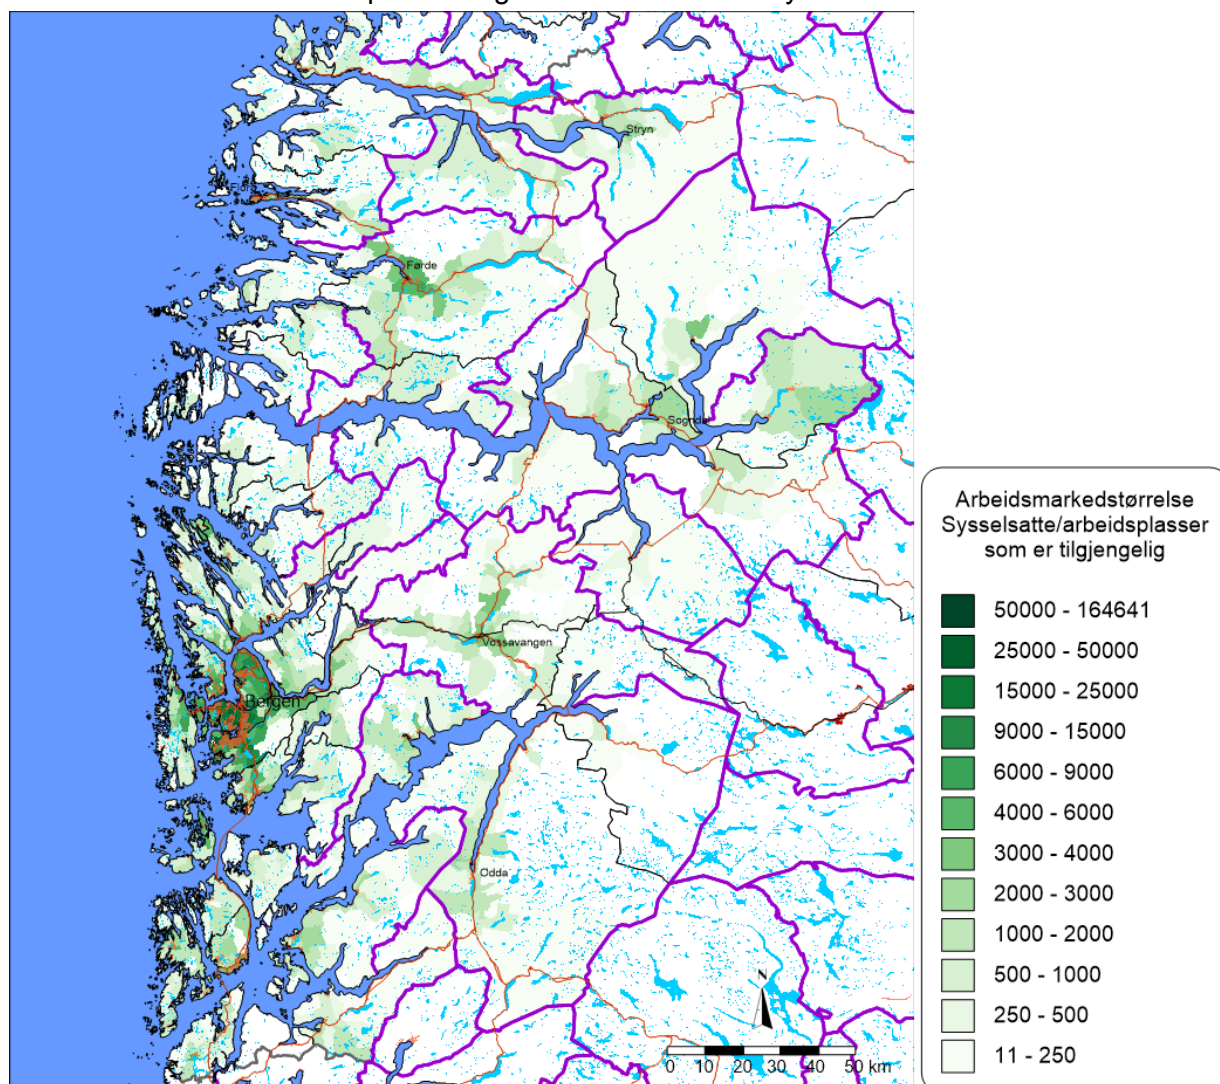 Stryn
Førde
Sogndal
Vossavangen
Bergen
Odda
N
0 10 20 30 40 50 km
Arbeidsmarkedstørrelse
Sysselsatte/arbeidsplasser
som er tilgjengelig
50000 - 164641
25000 - 50000
15000 - 25000
9000 - 15000
6000 - 9000
4000 - 6000
3000 - 4000
2000 - 3000
1000 - 2000
500 - 1000
250 - 500
11 - 250